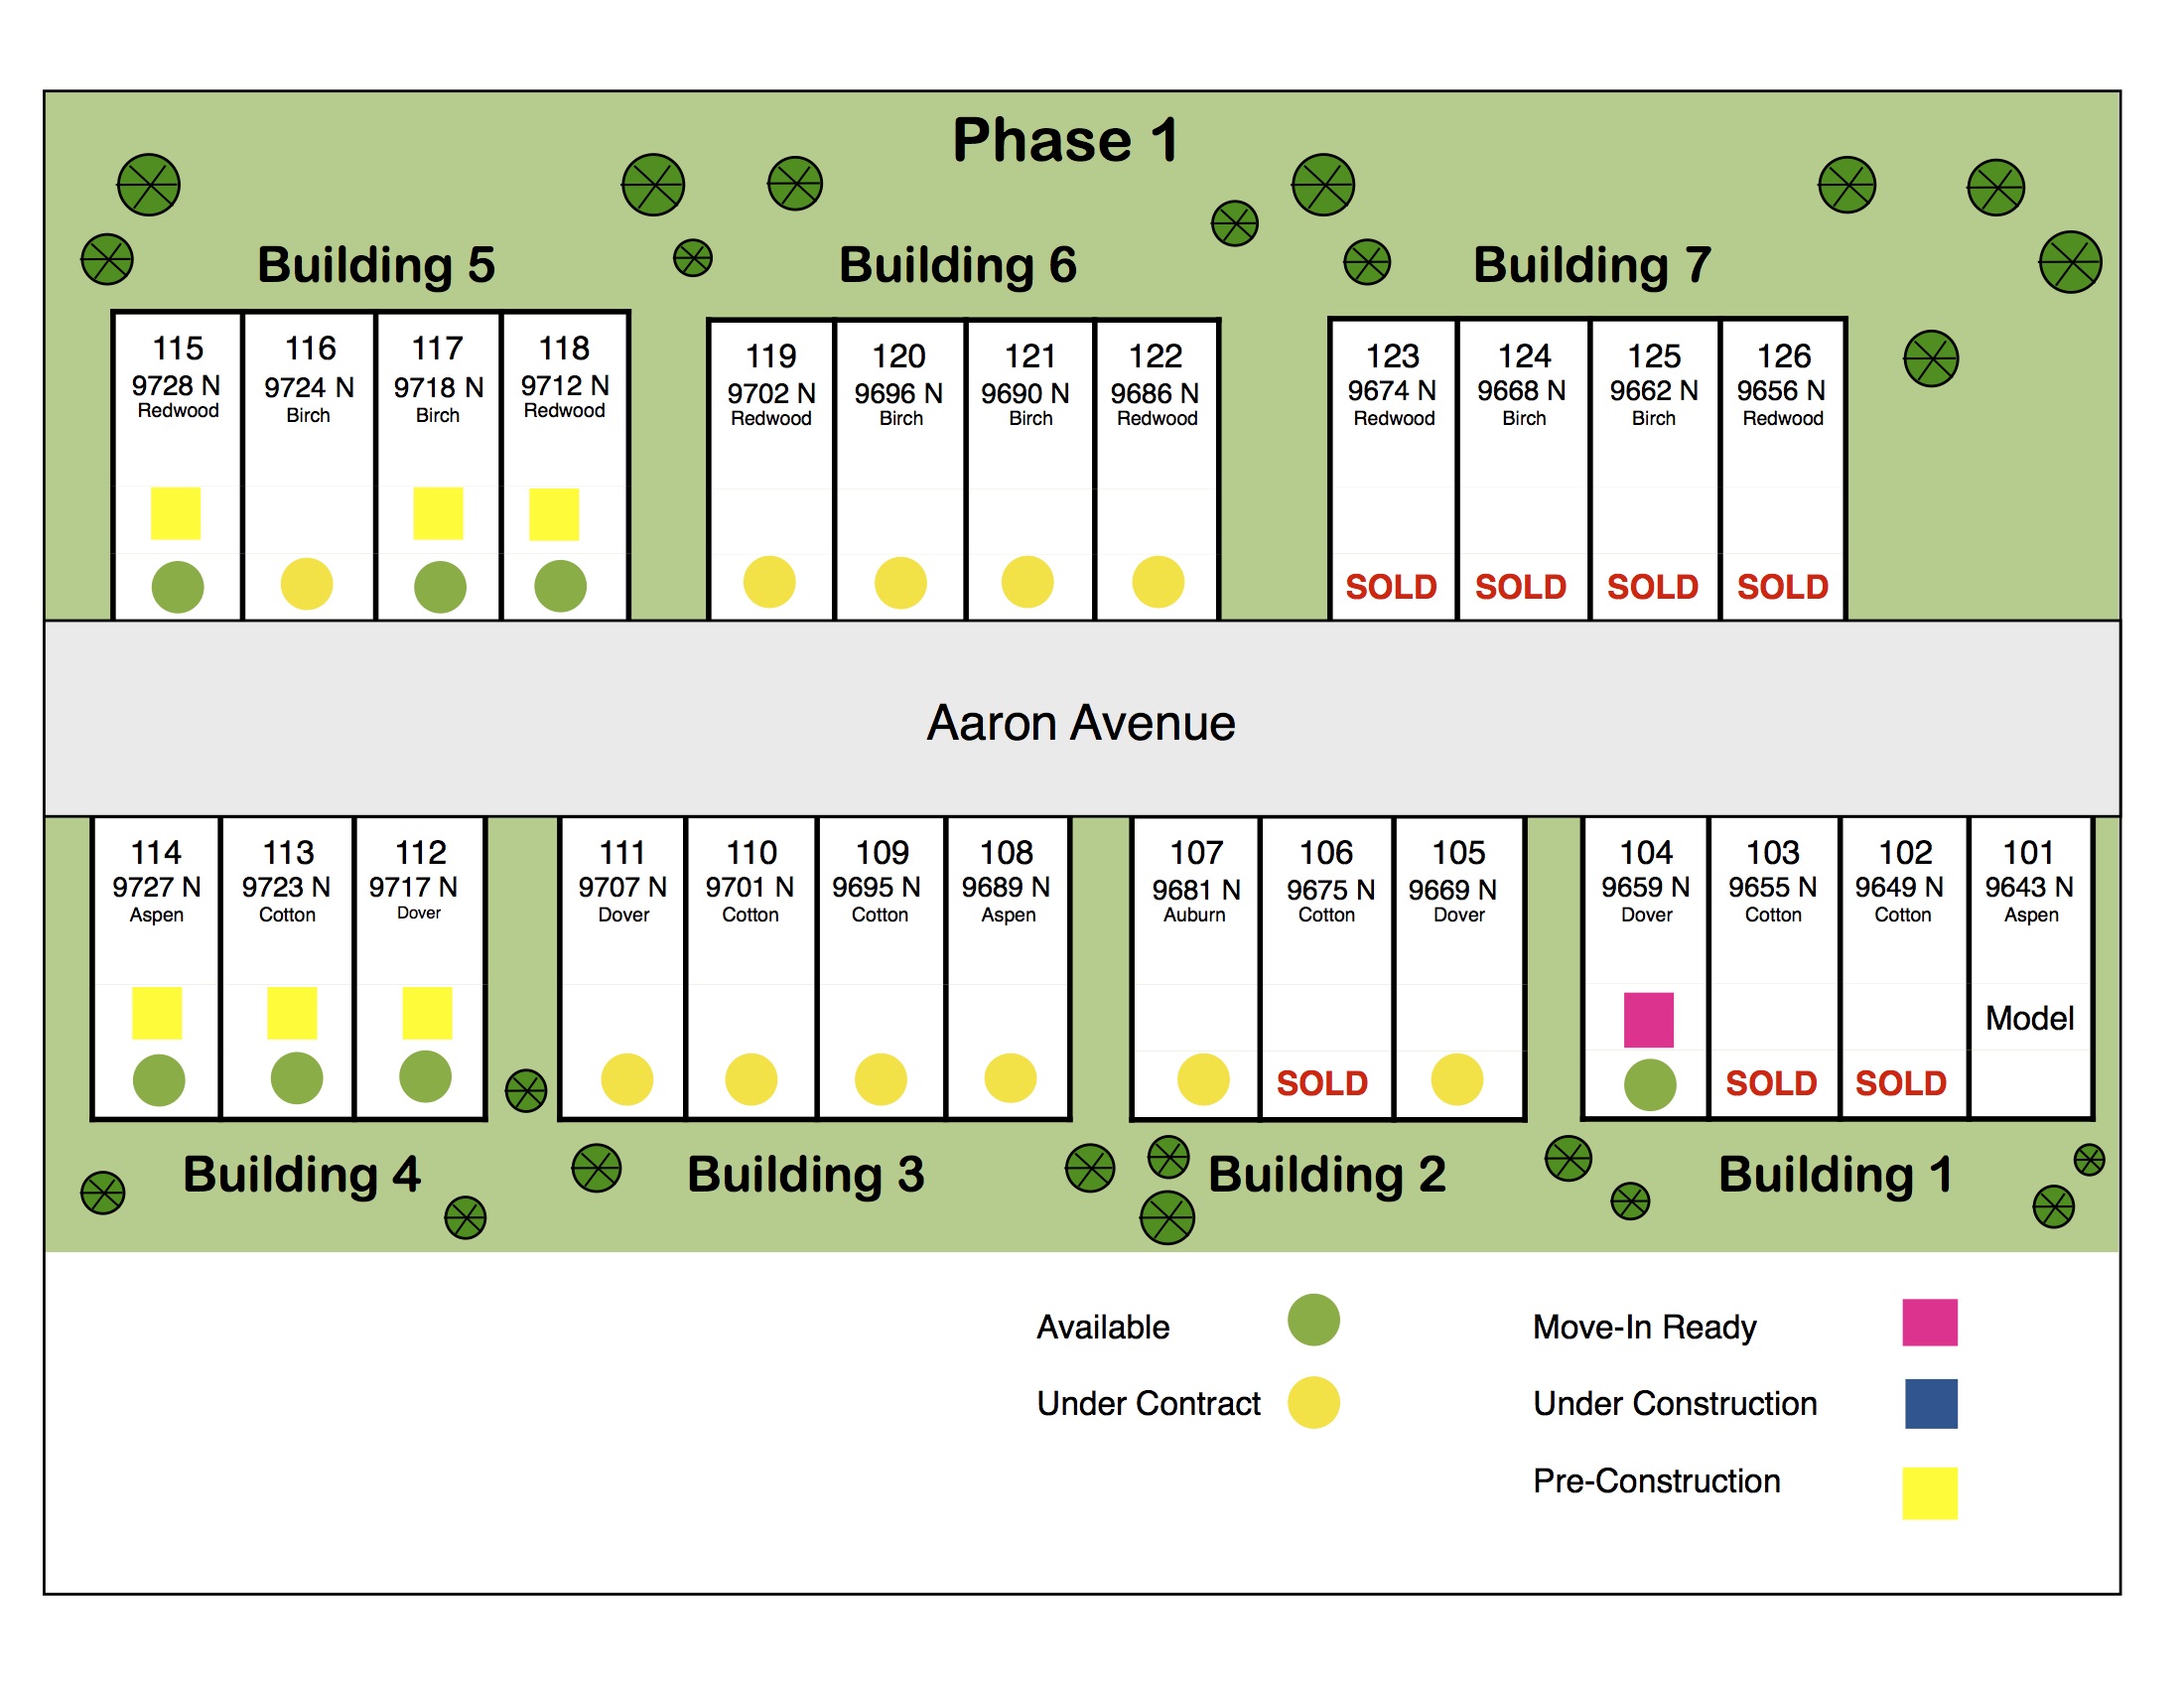 Phase 1
Building 5
Building 6
Building 7
115
9728 N
Redwood
116
9724 N
Birch
117
9718 N
Birch
118
9712 N
Redwood
119
9702 N
Redwood
120
9696 N
Birch
121
9690 N
Birch
122
9686 N
Redwood
123
9674 N
Redwood
SOLD
124
9668 N
Birch
SOLD
125
9662 N
Birch
SOLD
126
9656 N
Redwood
SOLD
Aaron Avenue
114
9727 N
Aspen
113
9723 N
Cotton
112
9717 N
Dover
111
9707 N
Dover
110
9701 N
Cotton
109
9695 N
Cotton
108
9689 N
Aspen
107
9681 N
Auburn
106
9675 N
Cotton
SOLD
105
9669 N
Dover
104
9659 N
Dover
103
9655 N
Cotton
SOLD
102
9649 N
Cotton
SOLD
101
9643 N
Aspen
Model
Building 4
Building 3
Building 2
Building 1
Available
Under Contract
Move-In Ready
Under Construction
Pre-Construction